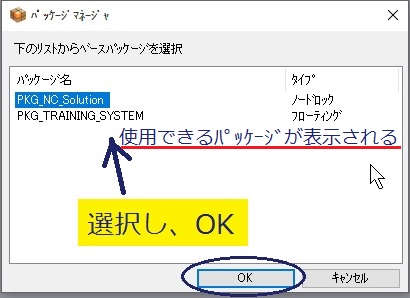 ﾊﾟｯｹｰｼﾞ ﾏﾈｰｼﾞｬ
下のリストからベースパッケージを選択
パッケージ名 ﾀｲﾌﾟ
PKG_NC_Solution ノードロック
PKG_TRAINING_SYSTEM フローティング
使用できるﾊﾟｯｹｰｼﾞが表示される
選択し、OK
OK キャンセル